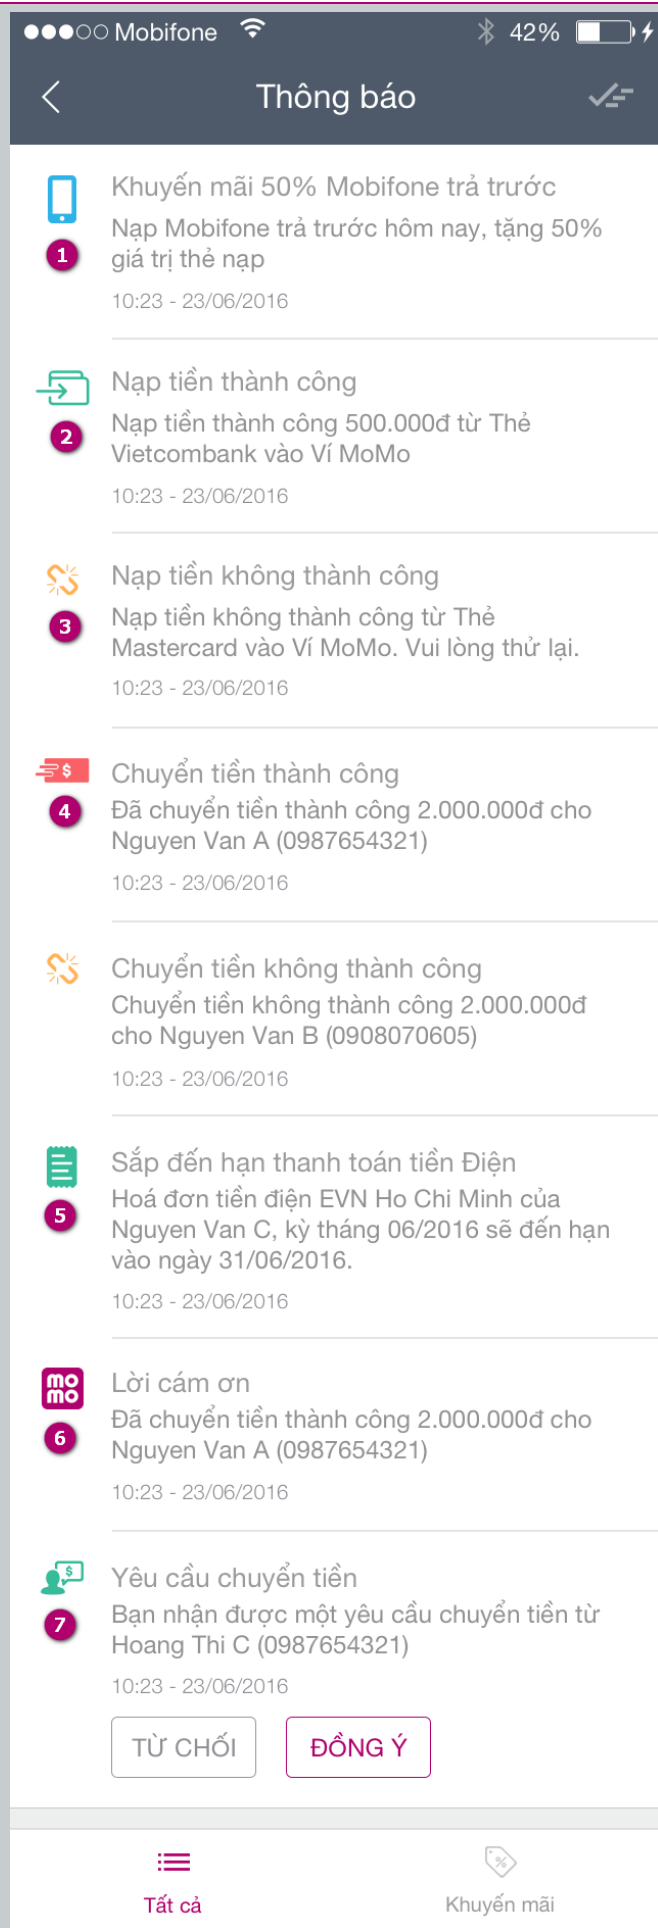 Mobifone 42%
Thông báo
Khuyến mãi 50% Mobifone trả trước
Nạp Mobifone trả trước hôm nay, tặng 50%
1
giá trị thẻ nạp
10:23 - 23/06/2016
Nạp tiền thành công
Nạp tiền thành công 500.000đ từ Thẻ
2
Vietcombank vào Ví MoMo
10:23 - 23/06/2016
Nạp tiền không thành công
Nạp tiền không thành công từ Thẻ
3
Mastercard vào Ví MoMo. Vui lòng thử lại.
10:23 - 23/06/2016
$
Chuyển tiền thành công
4
Đã chuyển tiền thành công 2.000.000đ cho
Nguyen Van A (0987654321)
10:23 - 23/06/2016
Chuyển tiền không thành công
Chuyển tiền không thành công 2.000.000đ
cho Nguyen Van B (0908070605)
10:23 - 23/06/2016
Sắp đến hạn thanh toán tiền Điện
Hoá đơn tiền điện EVN Ho Chi Minh của
5
Nguyen Van C, kỳ tháng 06/2016 sẽ đến hạn
vào ngày 31/06/2016.
10:23 - 23/06/2016
mo
mo
Lời cám ơn
Đã chuyển tiền thành công 2.000.000đ cho
6
Nguyen Van A (0987654321)
10:23 - 23/06/2016
$
Yêu cầu chuyển tiền
Bạn nhận được một yêu cầu chuyển tiền từ
7
Hoang Thi C (0987654321)
10:23 - 23/06/2016
TỪ CHỐI ĐỒNG Ý
%
Tất cả Khuyến mãi